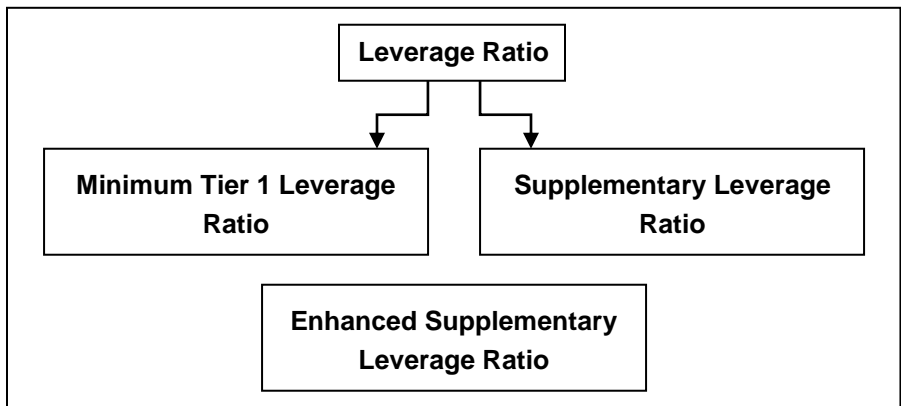 Leverage Ratio
Minimum Tier 1 Leverage
Ratio
Supplementary Leverage
Ratio
Enhanced Supplementary
Leverage Ratio